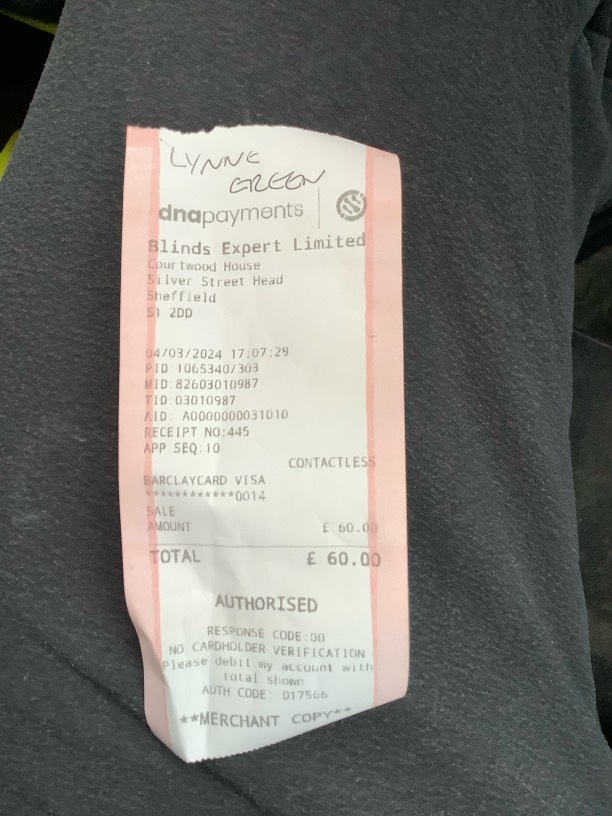 LYNNE
GREEN
dnapayments
Blinds Expert Limited
Courtwood House
Silver Street Head
Sheffield
S1 2DD
04/03/2024 17:07:29
PID 1065340/303
MID:82603010987
TID:03010987
AID: A0000000031010
RECEIPT NO:445
APP SEQ:10
CONTACTLESS
BARCLAYCARD VISA
************0014
SALE
AMOUNT £ 60.00
TOTAL £ 60.00
AUTHORISED
RESPONSE CODE:00
NO CARDHOLDER VERIFICATION
Please debit my account with
total shown
AUTH CODE: 017566
**MERCHANT COPY**